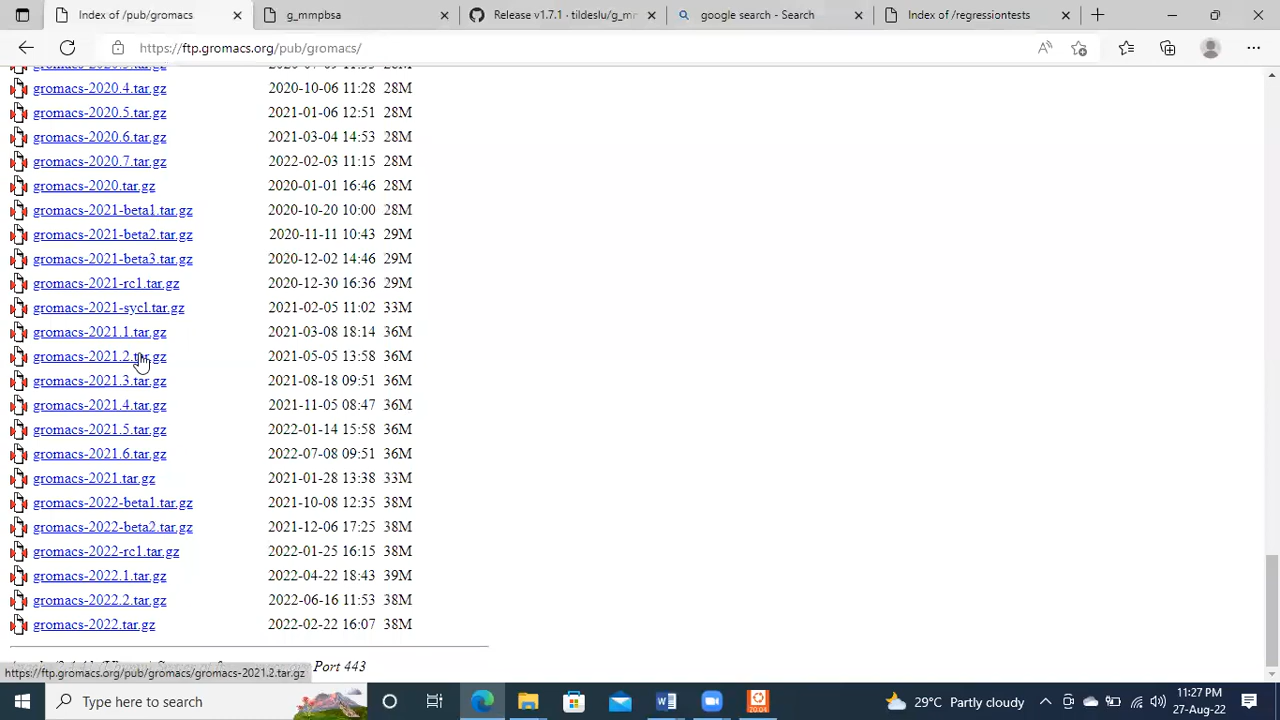 Index of /pub/gromacs
g_mmpbsa
Release v1.7.1 · tildeslu/g_mm
google search - Search
Index of /regressiontests
https://ftp.gromacs.org/pub/gromacs/
gromacs-2020.4.tar.gz 2020-10-06 11:28 28M
gromacs-2020.5.tar.gz 2021-01-06 12:51 28M
gromacs-2020.6.tar.gz 2021-03-04 14:53 28M
gromacs-2020.7.tar.gz 2022-02-03 11:15 28M
gromacs-2020.tar.gz 2020-01-01 16:46 28M
gromacs-2021-beta1.tar.gz 2020-10-20 10:00 28M
gromacs-2021-beta2.tar.gz 2020-11-11 10:43 29M
gromacs-2021-beta3.tar.gz 2020-12-02 14:46 29M
gromacs-2021-rc1.tar.gz 2020-12-30 16:36 29M
gromacs-2021-sycl.tar.gz 2021-02-05 11:02 33M
gromacs-2021.1.tar.gz 2021-03-08 18:14 36M
gromacs-2021.2.tar.gz 2021-05-05 13:58 36M
gromacs-2021.3.tar.gz 2021-08-18 09:51 36M
gromacs-2021.4.tar.gz 2021-11-05 08:47 36M
gromacs-2021.5.tar.gz 2022-01-14 15:58 36M
gromacs-2021.6.tar.gz 2022-07-08 09:51 36M
gromacs-2021.tar.gz 2021-01-28 13:38 33M
gromacs-2022-beta1.tar.gz 2021-10-08 12:35 38M
gromacs-2022-beta2.tar.gz 2021-12-06 17:25 38M
gromacs-2022-rc1.tar.gz 2022-01-25 16:15 38M
gromacs-2022.1.tar.gz 2022-04-22 18:43 39M
gromacs-2022.2.tar.gz 2022-06-16 11:53 38M
gromacs-2022.tar.gz 2022-02-22 16:07 38M
Port 443
https://ftp.gromacs.org/pub/gromacs/gromacs-2021.2.tar.gz
Type here to search
20.04
29°C Partly cloudy
11:27 PM
27-Aug-22